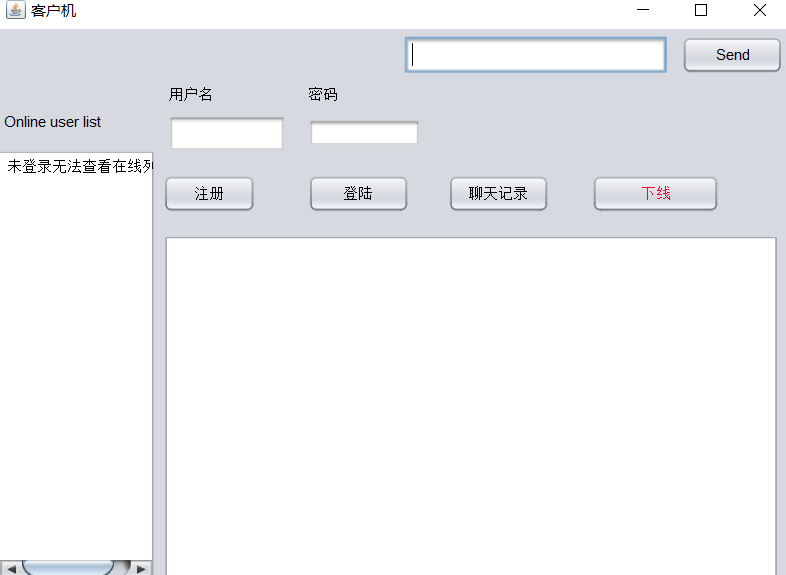 客户机
Send
用户名
密码
Online user list
未登录无法查看在线列
注册
登陆
聊天记录
下线